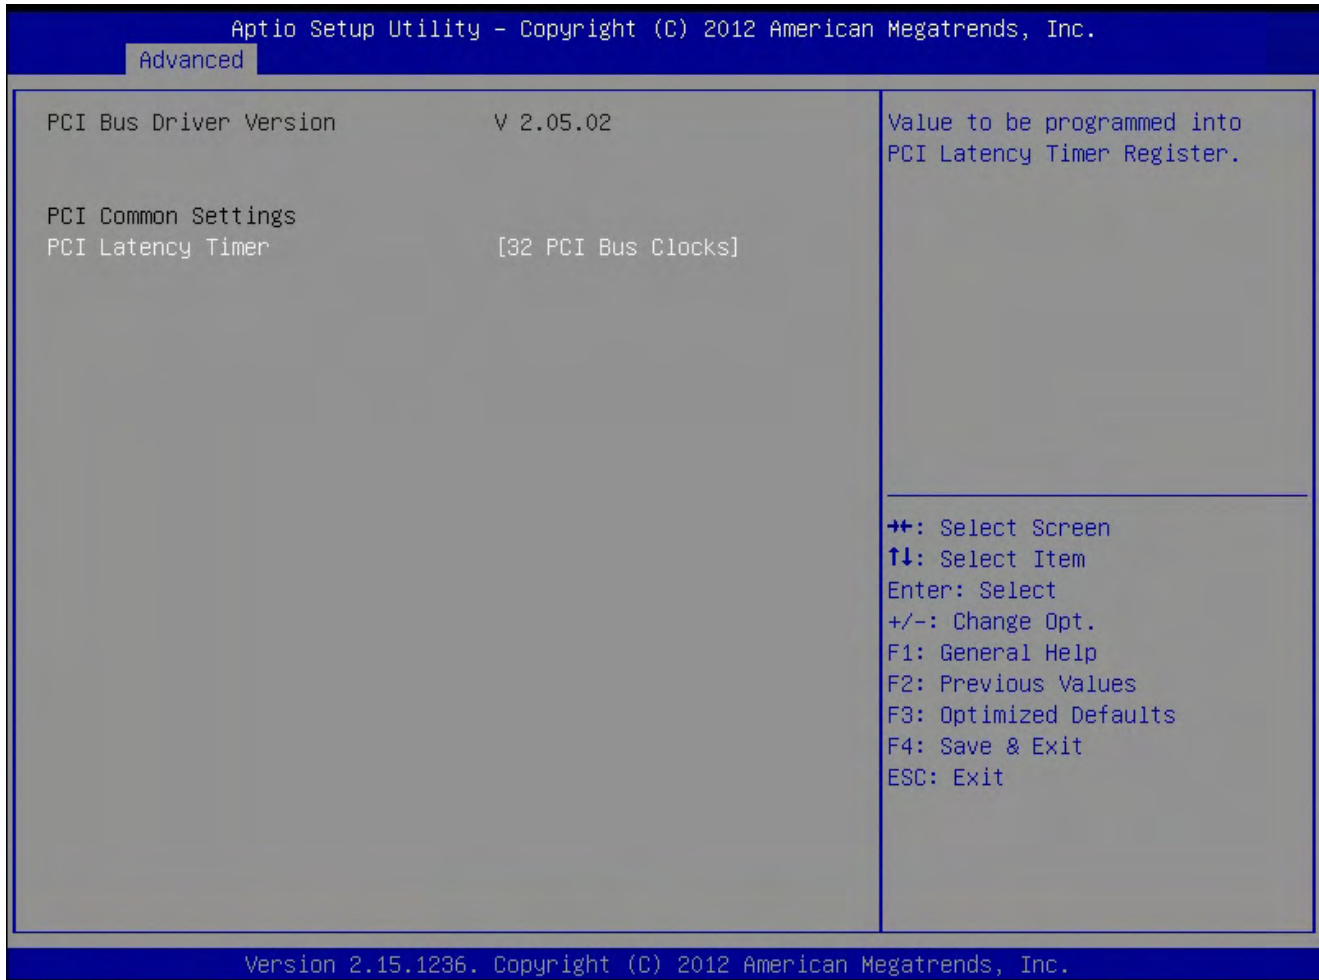 Aptio Setup Utility – Copyright (C) 2012 American Megatrends, Inc.
Advanced
PCI Bus Driver Version V 2.05.02
PCI Common Settings
PCI Latency Timer [32 PCI Bus Clocks]
Value to be programmed into
PCI Latency Timer Register.
→←: Select Screen
↑↓: Select Item
Enter: Select
+/-: Change Opt.
F1: General Help
F2: Previous Values
F3: Optimized Defaults
F4: Save & Exit
ESC: Exit
Version 2.15.1236. Copyright (C) 2012 American Megatrends, Inc.